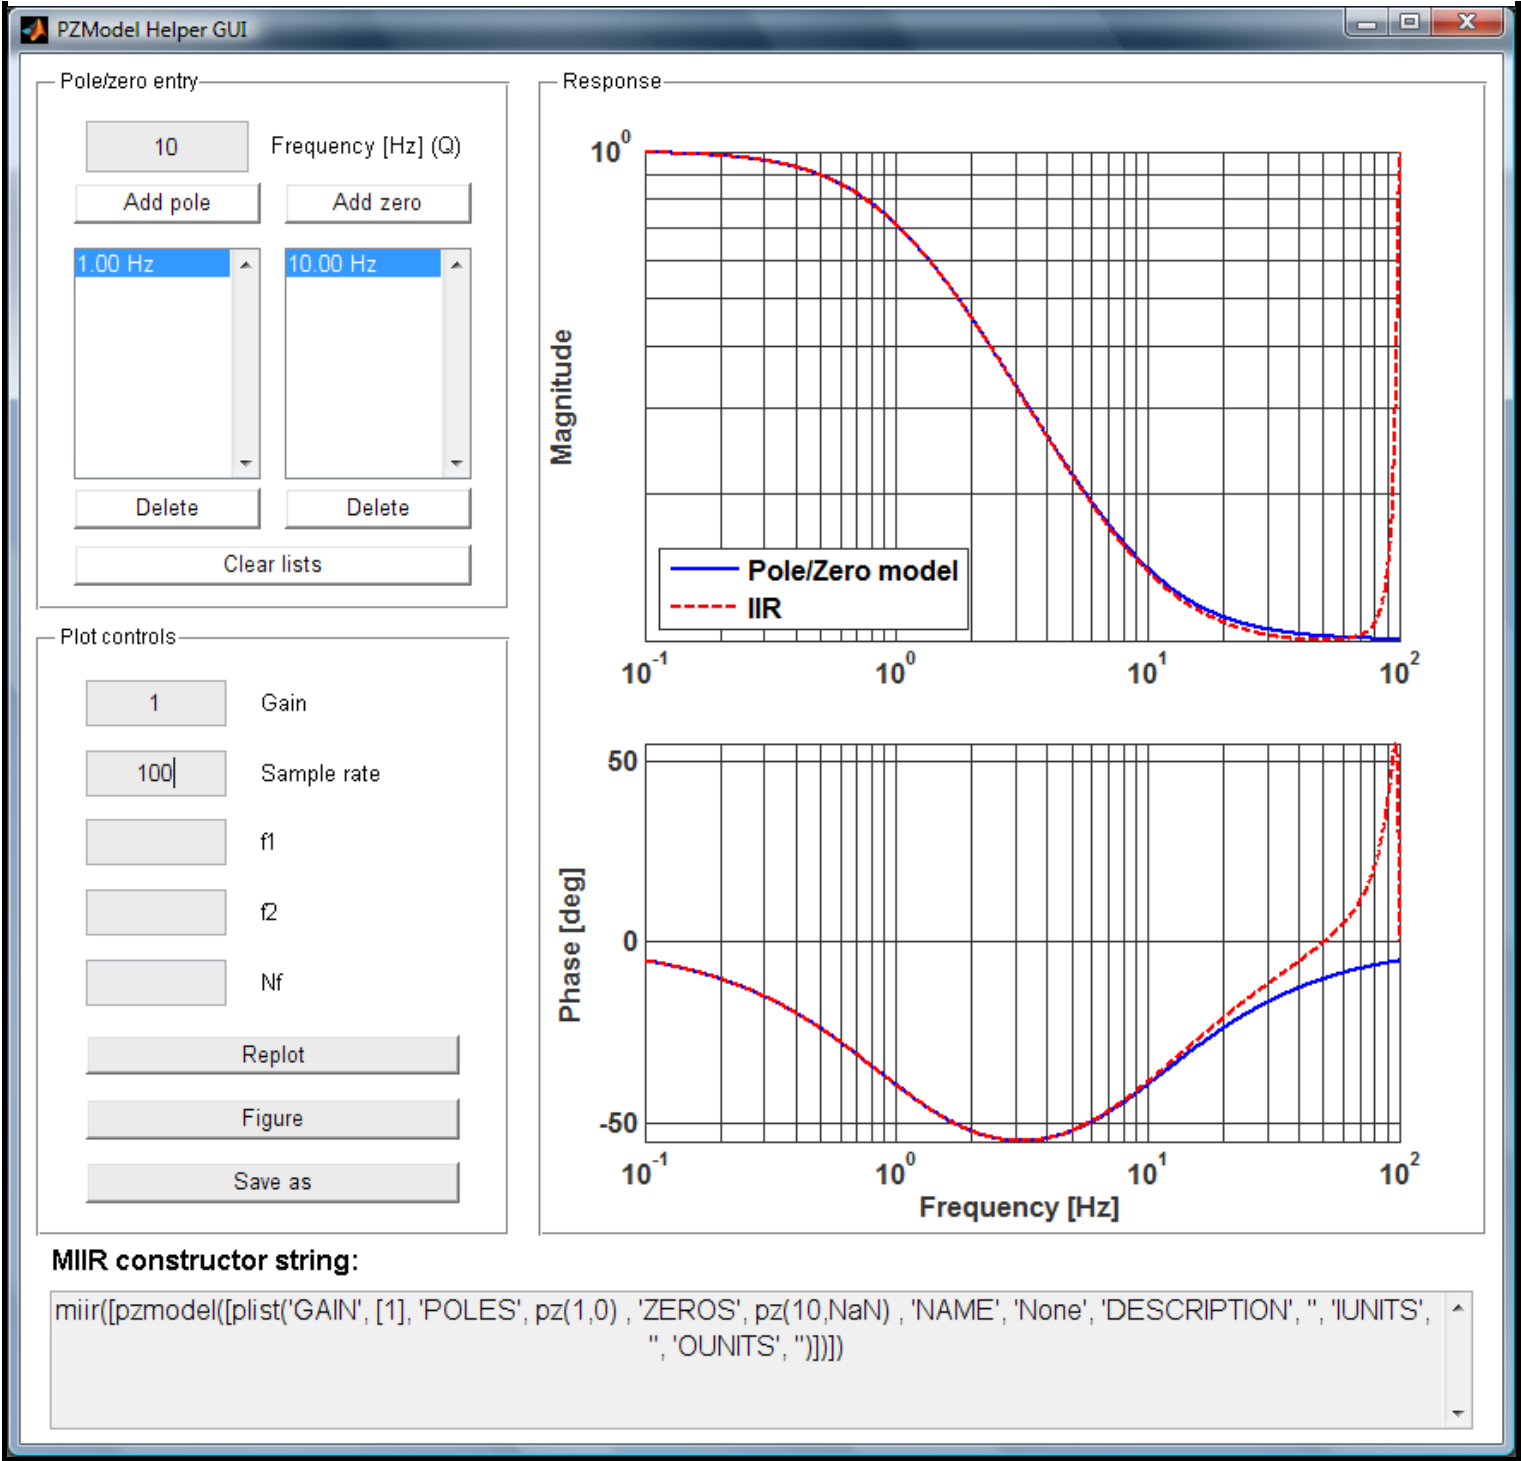 PZModel Helper GUI
Pole/zero entry
10
Frequency [Hz] (Q)
Add pole
Add zero
1.00 Hz
10.00 Hz
Delete
Delete
Clear lists
Plot controls
1
Gain
100
Sample rate
f1
f2
Nf
Replot
Figure
Save as
Response
10^0
Magnitude
Pole/Zero model
IIR
10^-1
10^0
10^1
10^2
50
0
-50
Phase [deg]
10^-1
10^0
10^1
10^2
Frequency [Hz]
MIIR constructor string:
miir([pzmodel([plist('GAIN', [1], 'POLES', pz(1,0) , 'ZEROS', pz(10,NaN) , 'NAME', 'None', 'DESCRIPTION', '', 'IUNITS',
'', 'OUNITS', '')])])